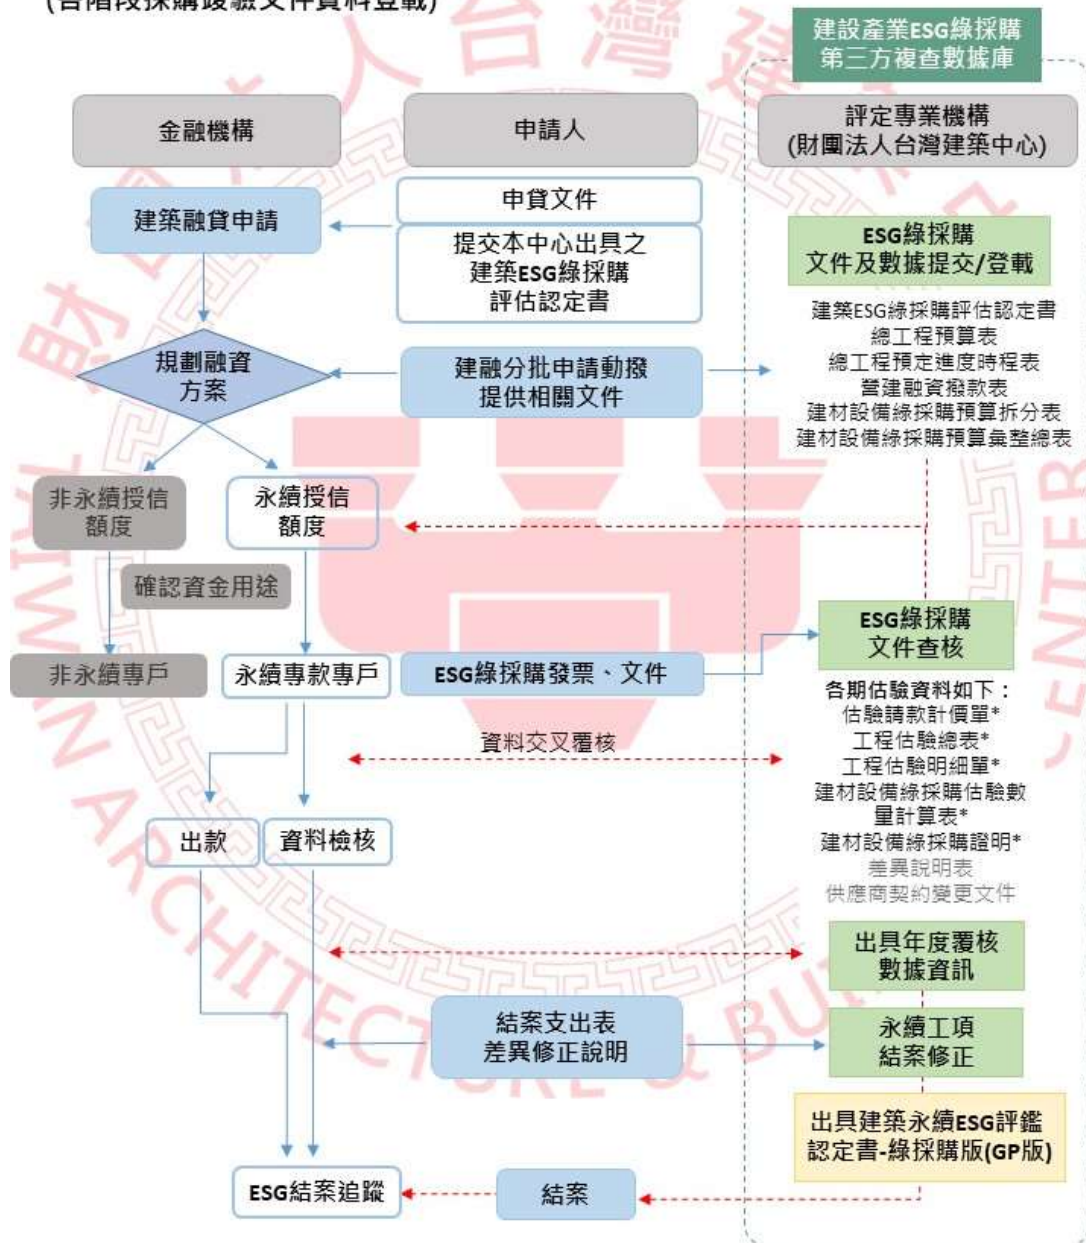 (各階段採購竣驗文件資料登載)
建設產業ESG綠採購
第三方複查數據庫
金融機構
申請人
評定專業機構
(財團法人台灣建築中心)
建築融貸申請
申貸文件
提交本中心出具之
建築ESG綠採購
評估認定書
ESG綠採購
文件及數據提交/登載
建築ESG綠採購評估認定書
總工程預算表
總工程預定進度時程表
營建融資撥款表
建材設備綠採購預算拆分表
建材設備綠採購預算彙整總表
規劃融資
方案
建融分批申請動撥
提供相關文件
非永續授信
額度
永續授信
額度
確認資金用途
非永續專戶
永續專款專戶
ESG綠採購發票、文件
ESG綠採購
文件查核
各期估驗資料如下：
估驗請款計價單*
工程估驗總表*
工程估驗明細單*
建材設備綠採購估驗數
量計算表*
建材設備綠採購證明*
差異說明表
供應商契約變更文件
資料交叉覆核
出款
資料檢核
出具年度覆核
數據資訊
結案支出表
差異修正說明
永續工項
結案修正
出具建築永續ESG評鑑
認定書-綠採購版(GP版)
ESG結案追蹤
結案